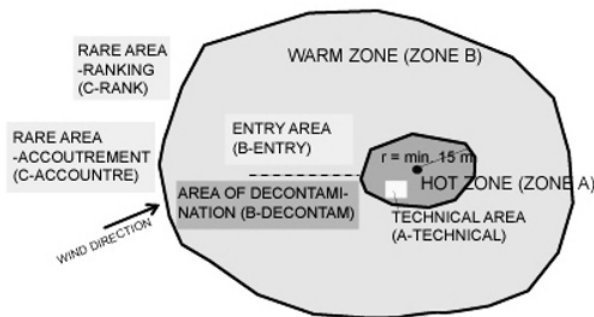 RARE AREA
-RANKING
(C-RANK)
WARM ZONE (ZONE B)
RARE AREA
-ACCOUTREMENT
(C-ACCOUNTRE)
ENTRY AREA
(B-ENTRY)
r = min. 15 m
HOT ZONE (ZONE A)
AREA OF DECONTAMI-
NATION (B-DECONTAM)
TECHNICAL AREA
(A-TECHNICAL)
WIND DIRECTION